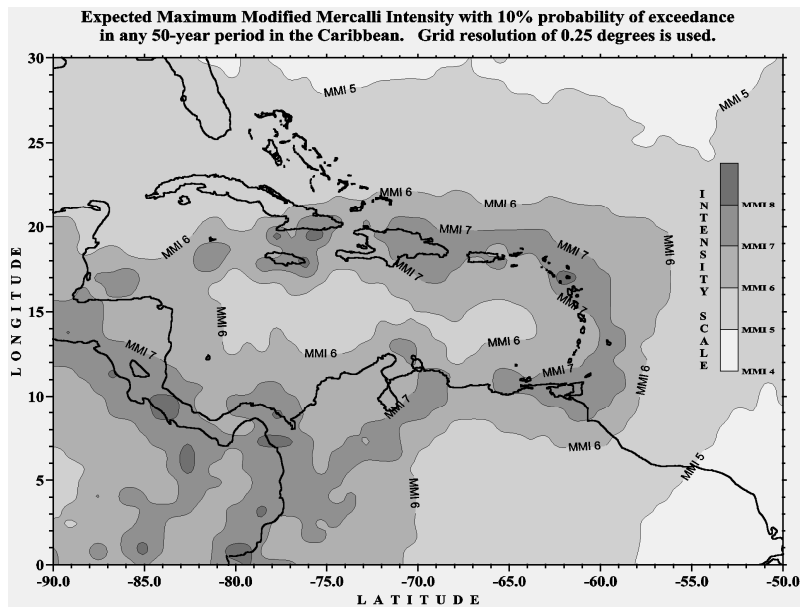 Expected Maximum Modified Mercalli Intensity with 10% probability of exceedance
in any 50-year period in the Caribbean. Grid resolution of 0.25 degrees is used.
30
25
20
15
10
5
0
LONGITUDE
-90.0
-85.0
-80.0
-75.0
-70.0
-65.0
-60.0
-55.0
-50.0
LATITUDE
MMI 5
MMI 5
MMI 6
MMI 6
MMI 6
MMI 7
MMI 7
MMI 7
MMI 6
MMI 7
MMI 6
MMI 6
MMI 6
MMI 7
MMI 7
MMI 6
MMI 7
MMI 6
MMI 6
MMI 5
INTENSITY SCALE
MMI 8
MMI 7
MMI 6
MMI 5
MMI 4